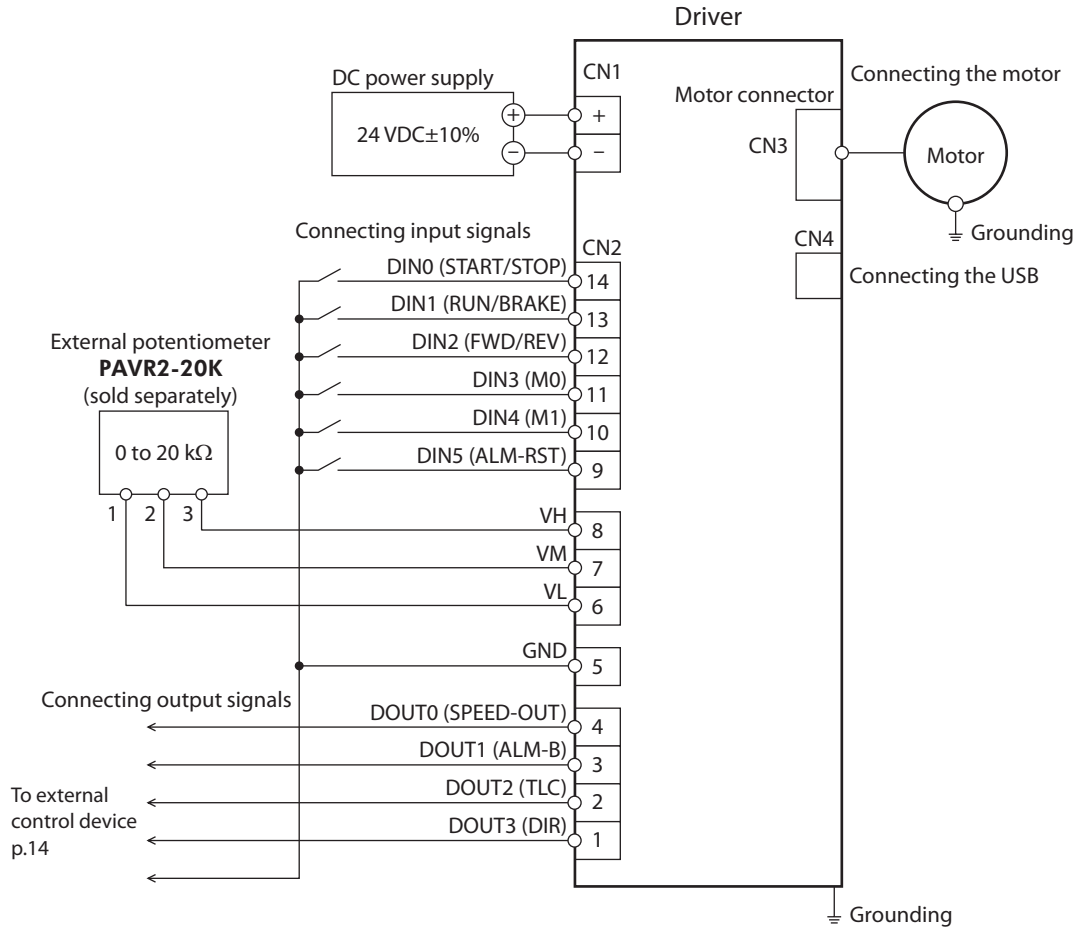 Driver
DC power supply
24 VDC±10%
+
−
CN1
+
−
Motor connector
CN3
Connecting the motor
Motor
Grounding
CN4
Connecting the USB
Connecting input signals
CN2
DIN0 (START/STOP)
14
DIN1 (RUN/BRAKE)
13
DIN2 (FWD/REV)
12
DIN3 (M0)
11
DIN4 (M1)
10
DIN5 (ALM-RST)
9
External potentiometer
PAVR2-20K
(sold separately)
0 to 20 kΩ
1 2 3
VH
8
VM
7
VL
6
GND
5
Connecting output signals
DOUT0 (SPEED-OUT)
4
DOUT1 (ALM-B)
3
DOUT2 (TLC)
2
DOUT3 (DIR)
1
To external
control device
p.14
Grounding